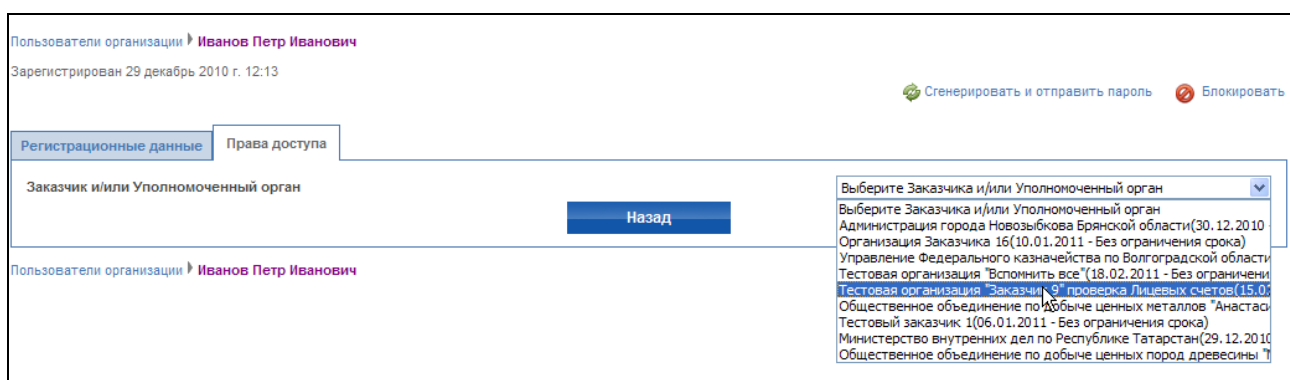 Пользователи организации Иванов Петр Иванович
Зарегистрирован 29 декабрь 2010 г. 12:13
Сгенерировать и отправить пароль Блокировать
Регистрационные данные Права доступа
Заказчик и/или Уполномоченный орган Выберите Заказчика и/или Уполномоченный орган
Назад
Выберите Заказчика и/или Уполномоченный орган
Администрация города Новозыбкова Брянской области(30.12.2010 -
Организация Заказчика 16(10.01.2011 - Без ограничения срока)
Управление Федерального казначейства по Волгоградской области
Тестовая организация "Вспомнить все"(18.02.2011 - Без ограничени
Тестовая организация "Заказчик 9" проверка Лицевых счетов(15.0
Общественное объединение по добыче ценных металлов "Анастаси
Тестовый заказчик 1(06.01.2011 - Без ограничения срока)
Министерство внутренних дел по Республике Татарстан(29.12.2010
Общественное объединение по добыче ценных пород древесины "
Пользователи организации Иванов Петр Иванович